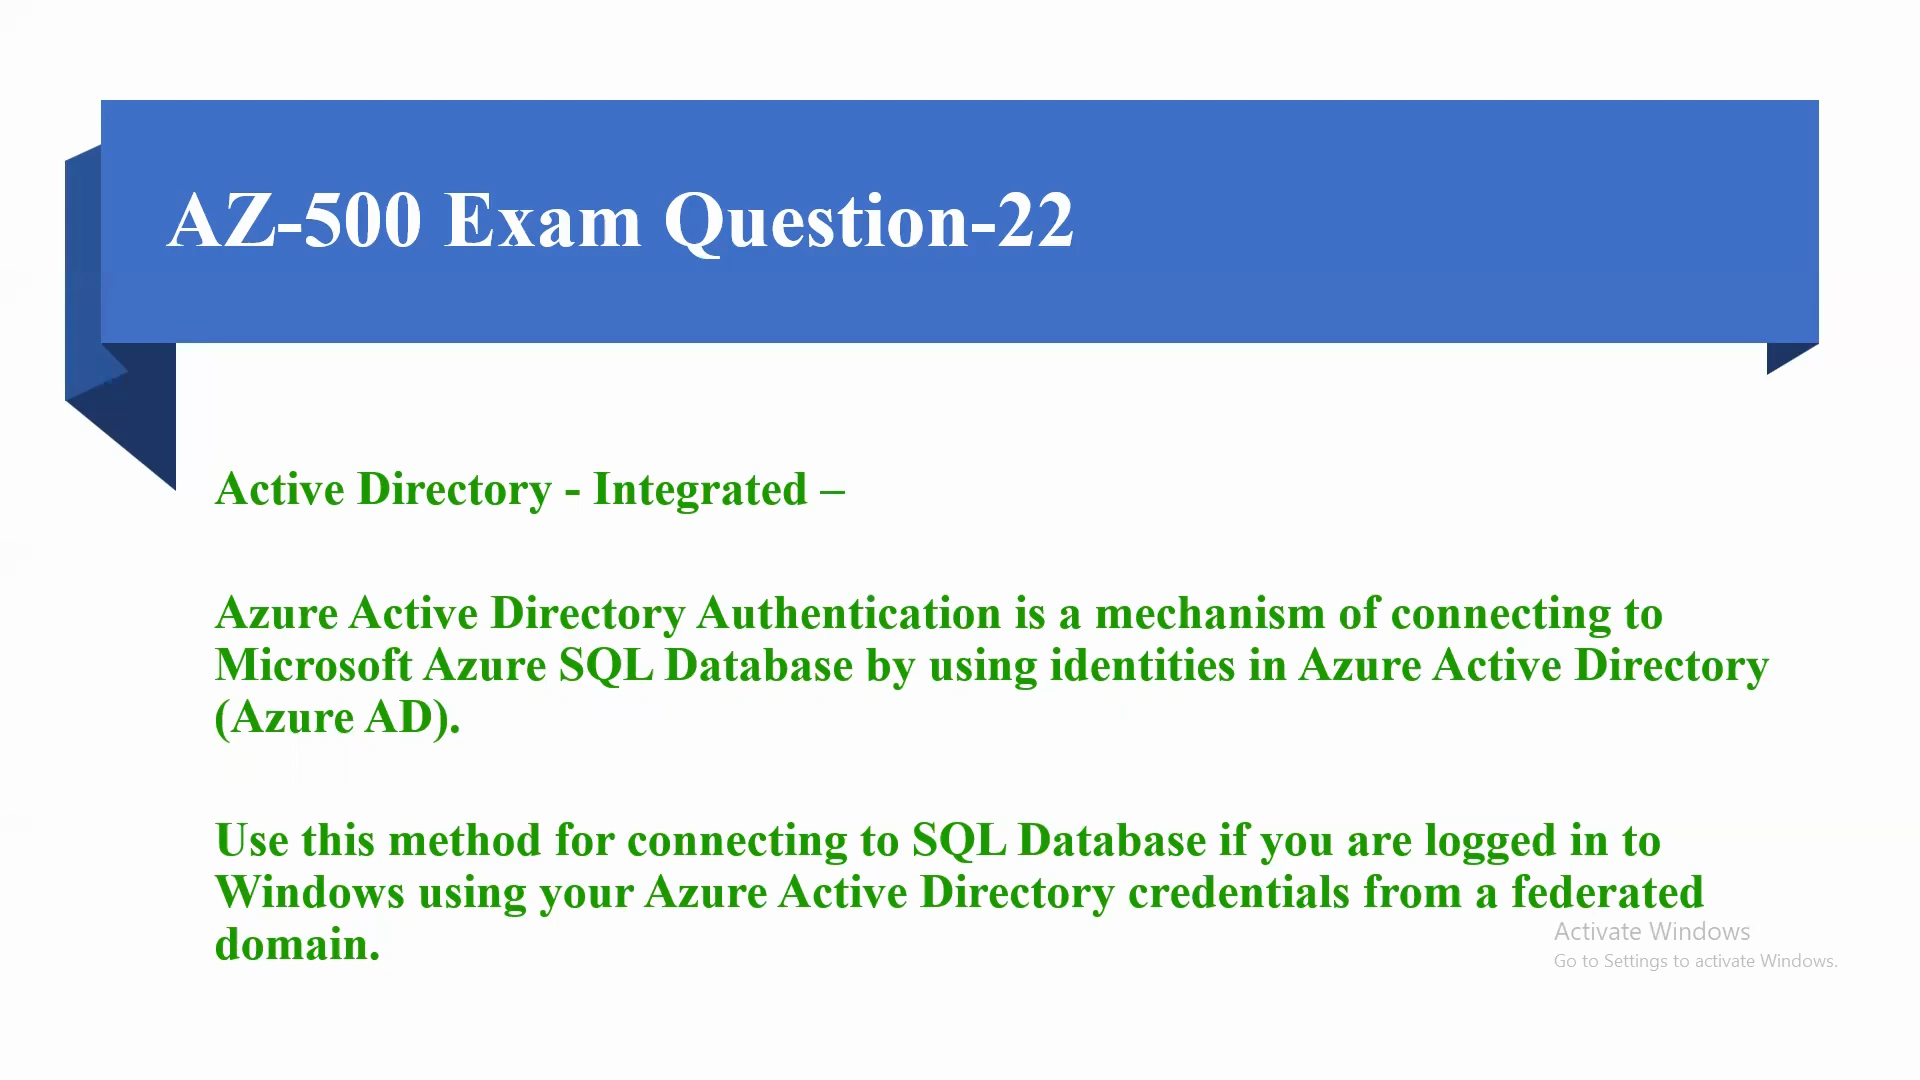 AZ-500 Exam Question-22
Active Directory - Integrated –
Azure Active Directory Authentication is a mechanism of connecting to
Microsoft Azure SQL Database by using identities in Azure Active Directory
(Azure AD).
Use this method for connecting to SQL Database if you are logged in to
Windows using your Azure Active Directory credentials from a federated
domain.
Activate Windows
Go to Settings to activate Windows.